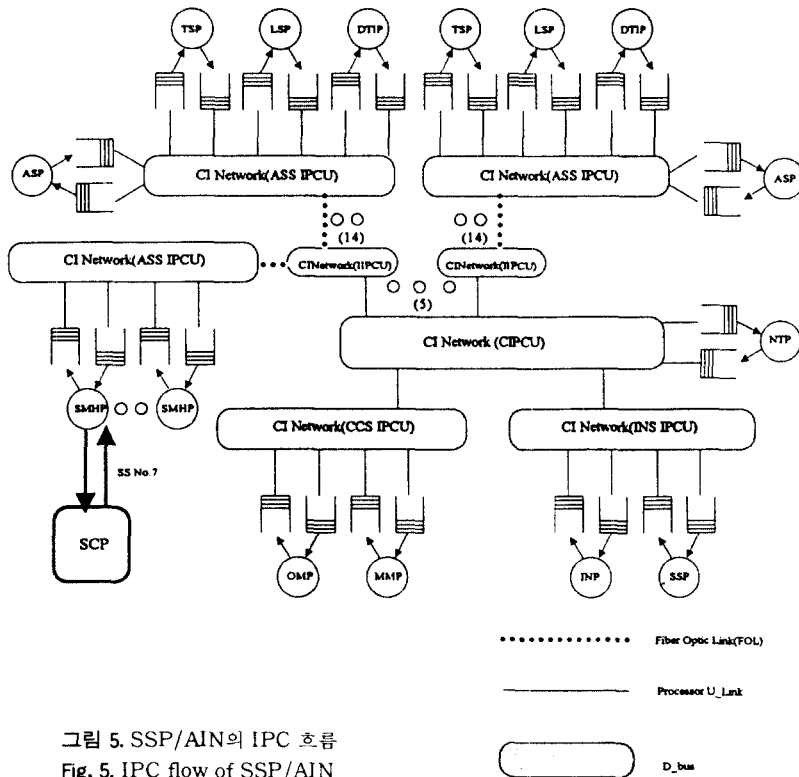 TSP LSP DTIP TSP LSP DTIP
ASP CI Network(ASS IPCU) CI Network(ASS IPCU) ASP
(14) (14)
CI Network(ASS IPCU) CINetwork(IIPCU) CINetwork(IIPCU)
(5)
CI Network (CIPCU) NTP
SMHP SMHP
CI Network(CCS IPCU) CI Network(INS IPCU)
SS No.7
SCP
OMP MMP INP SSP
Fiber Optic Link(FOL)
Processor U_Link
D_bus
그림 5. SSP/AIN의 IPC 흐름
Fig. 5. IPC flow of SSP/AIN